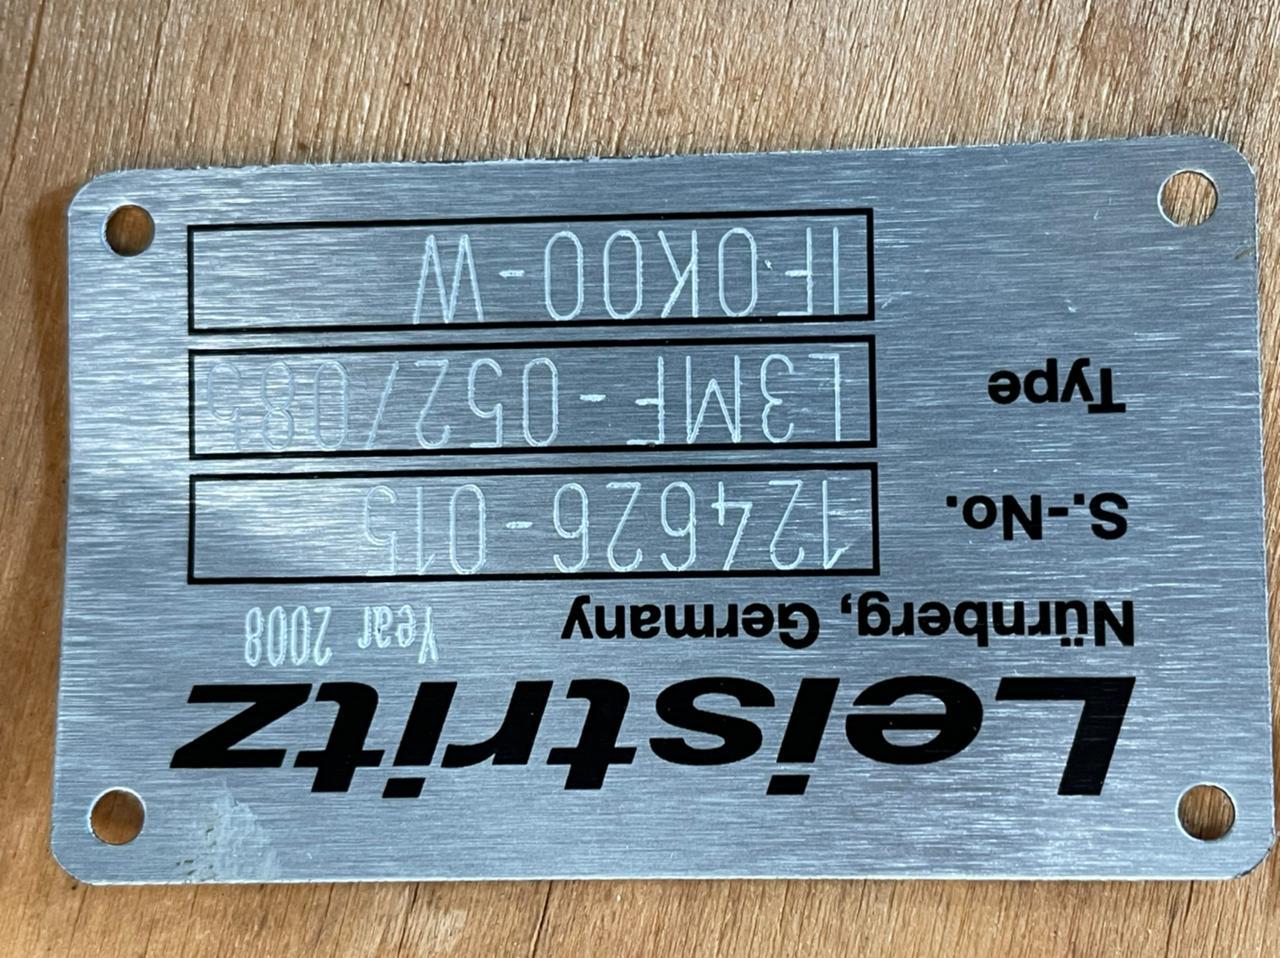 Leistritz
Nürnberg, Germany Year 2008
S.-No. 124626-015
Type L3MF-052/085
IFOKOO-W